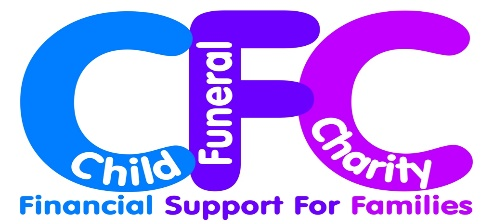 CFC
Child
Funeral
Charity
Financial Support For Families